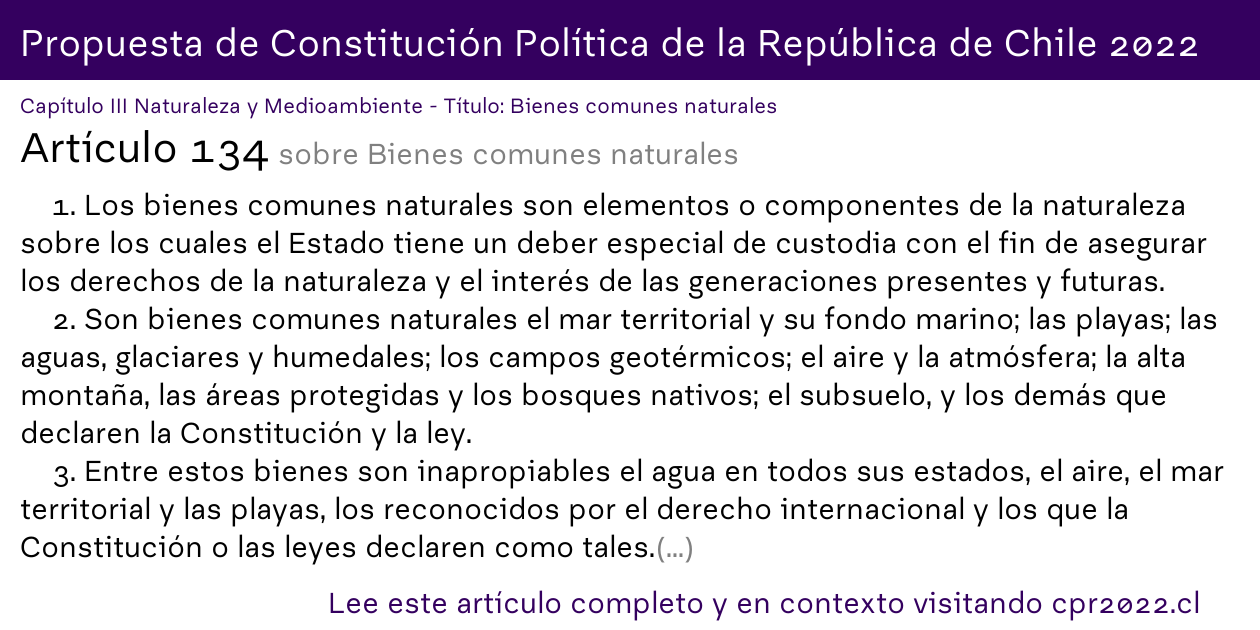 Propuesta de Constitución Política de la República de Chile 2022
Capítulo III Naturaleza y Medioambiente - Título: Bienes comunes naturales
Artículo 134 sobre Bienes comunes naturales
1. Los bienes comunes naturales son elementos o componentes de la naturaleza
sobre los cuales el Estado tiene un deber especial de custodia con el fin de asegurar
los derechos de la naturaleza y el interés de las generaciones presentes y futuras.
2. Son bienes comunes naturales el mar territorial y su fondo marino; las playas; las
aguas, glaciares y humedales; los campos geotérmicos; el aire y la atmósfera; la alta
montaña, las áreas protegidas y los bosques nativos; el subsuelo, y los demás que
declaren la Constitución y la ley.
3. Entre estos bienes son inapropiables el agua en todos sus estados, el aire, el mar
territorial y las playas, los reconocidos por el derecho internacional y los que la
Constitución o las leyes declaren como tales.(...)
Lee este artículo completo y en contexto visitando cpr2022.cl